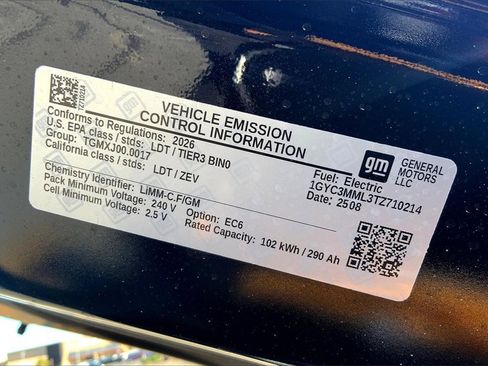 TZ710214
VEHICLE EMISSION
CONTROL INFORMATION
Conforms to Regulations: 2026
U.S. EPA class / stds: LDT / TIER3 BIN0
Group: TGMXJ00.0017
California class / stds: LDT / ZEV
gm
GENERAL
MOTORS
LLC
Fuel: Electric
1GYC3MML3TZ710214
Date: 2508
Chemistry Identifier: LiMM-C.F/GM
Pack Minimum Voltage: 240 V
Cell Minimum Voltage: 2.5 V
Option: EC6
Rated Capacity: 102 kWh / 290 Ah